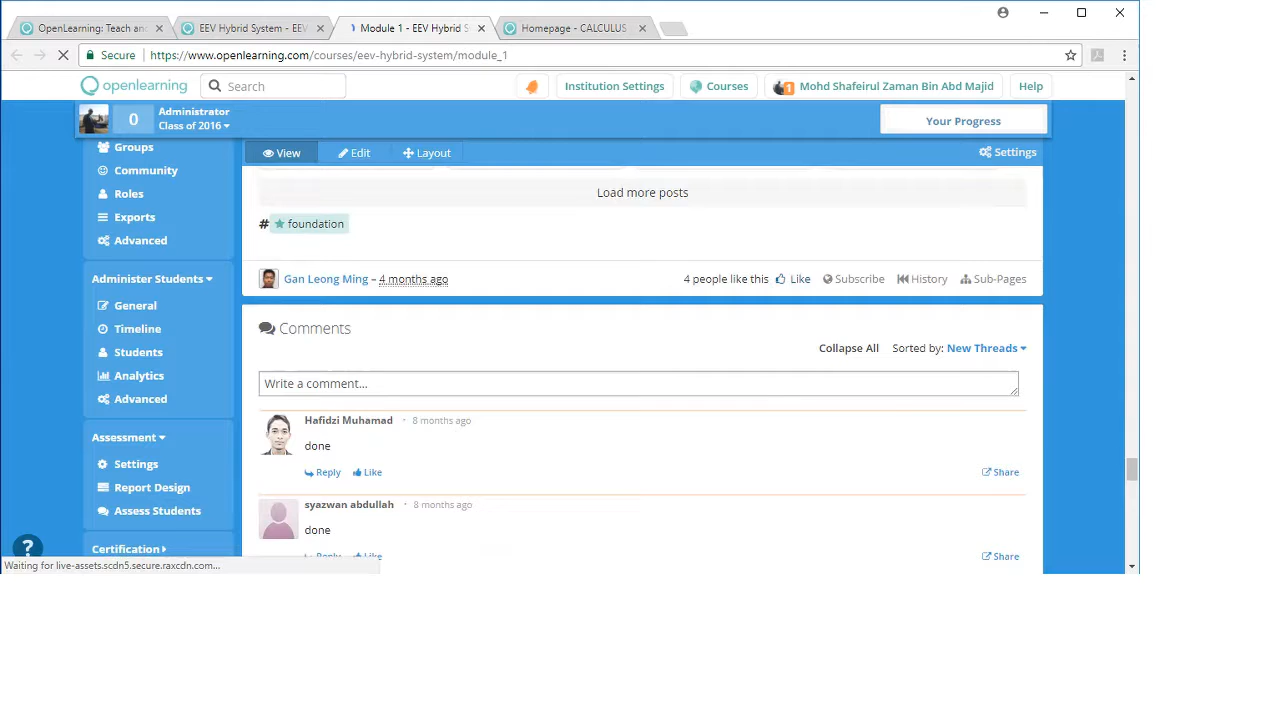 OpenLearning: Teach and
EEV Hybrid System - EEV
Module 1 - EEV Hybrid S
Homepage - CALCULUS
Secure
https://www.openlearning.com/courses/eev-hybrid-system/module_1
openlearning
Search
Institution Settings
Courses
1
Mohd Shafeirul Zaman Bin Abd Majid
Help
0
Administrator
Class of 2016
Your Progress
Groups
Community
Roles
Exports
Advanced
Administer Students
General
Timeline
Students
Analytics
Advanced
Assessment
Settings
Report Design
Assess Students
Certification
?
View
Edit
Layout
Settings
Load more posts
# foundation
Gan Leong Ming – 4 months ago
4 people like this Like Subscribe History Sub-Pages
Comments
Collapse All Sorted by: New Threads
Write a comment...
Hafidzi Muhamad · 8 months ago
done
Reply Like Share
syazwan abdullah · 8 months ago
done
Reply Like Share
Waiting for live-assets.scdn5.secure.raxcdn.com...